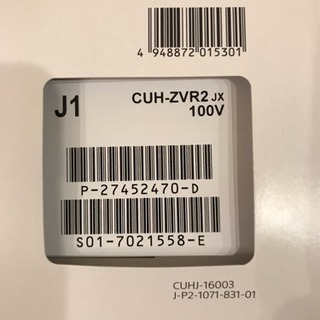 4 948872 015301
J1
CUH-ZVR2 JX
100V
P-27452470-D
S01-7021558-E
CUHJ-16003
J-P2-1071-831-01